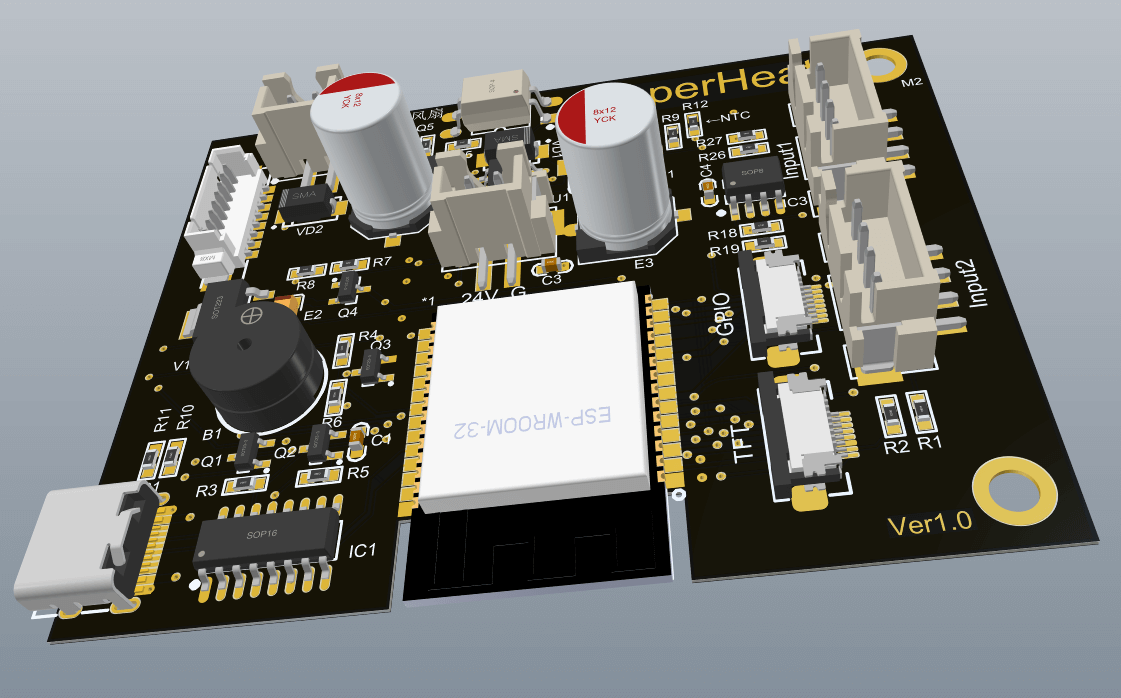 perHea
M2
8x12
YCK
8x12
YCK
风扇
Q5
SMA
R12
R9
←NTC
R27
R26
Input1
C4
SOP8
C3
SMA
VD2
U1
R18
R19
E3
C3
R7
R8
Q4
E2
24V G
*1
GPIO
Input2
R4
Q3
R6
C1
ESP-WROOM-32
TFT
R2
R1
R11
R10
B1
Q1
Q2
R3
R5
SOP16
IC1
Ver1.0